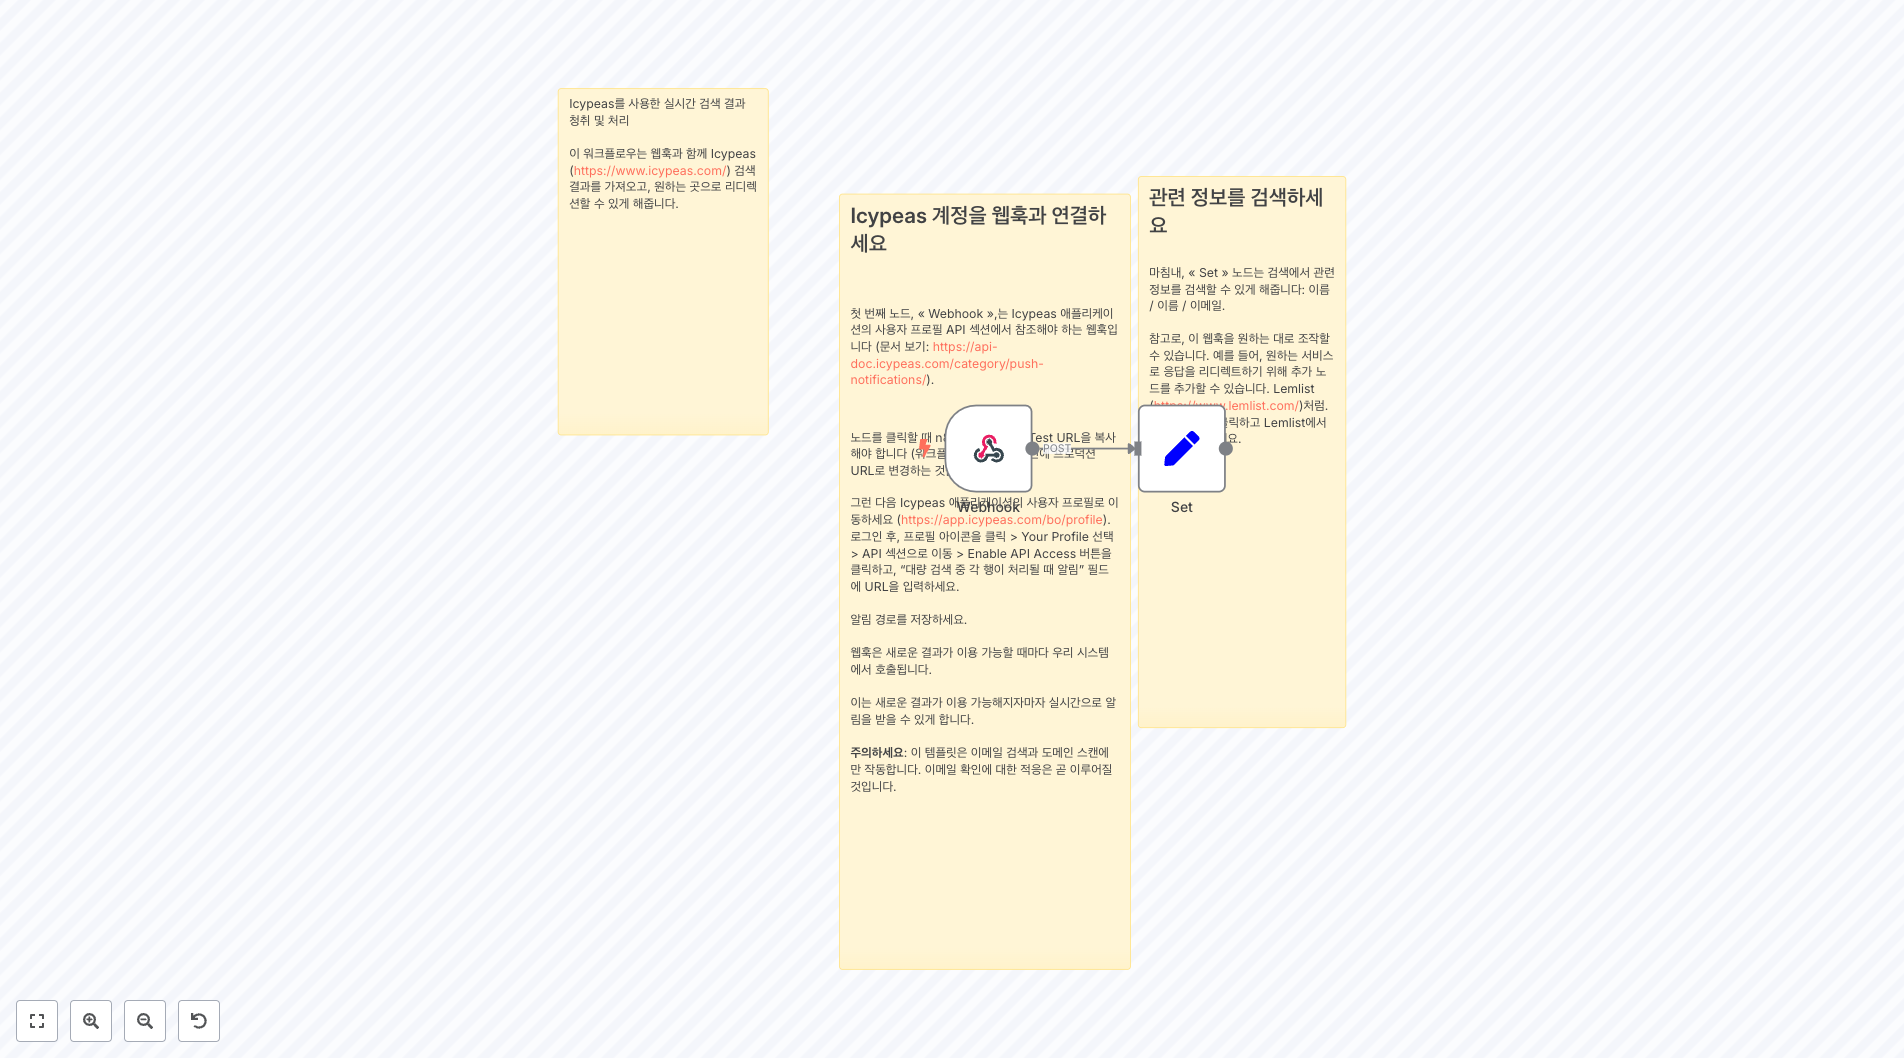 Icypeas를 사용한 실시간 검색 결과
청취 및 처리
이 워크플로우는 웹훅과 함께 Icypeas
(https://www.icypeas.com/) 검색
결과를 가져오고, 원하는 곳으로 리디렉
션할 수 있게 해줍니다.
Icypeas 계정을 웹훅과 연결하
세요
첫 번째 노드, « Webhook »,는 Icypeas 애플리케이
션의 사용자 프로필 API 섹션에서 참조해야 하는 웹훅입
니다 (문서 보기: https://api-
doc.icypeas.com/category/push-
notifications/).
노드를 클릭할 때 Test URL을 복사
해야 합니다 프로덕션
URL로 변경하는
그런 다음 Icypeas 애플리케이션의 사용자 프로필로 이
동하세요 (https://app.icypeas.com/bo/profile).
로그인 후, 프로필 아이콘을 클릭 > Your Profile 선택
> API 섹션으로 이동 > Enable API Access 버튼을
클릭하고, “대량 검색 중 각 행이 처리될 때 알림” 필드
에 URL을 입력하세요.
알림 경로를 저장하세요.
웹훅은 새로운 결과가 이용 가능할 때마다 우리 시스템
에서 호출됩니다.
이는 새로운 결과가 이용 가능해지자마자 실시간으로 알
림을 받을 수 있게 합니다.
주의하세요: 이 템플릿은 이메일 검색과 도메인 스캔에
만 작동합니다. 이메일 확인에 대한 적응은 곧 이루어질
것입니다.
Webhook
POST
관련 정보를 검색하세
요
마침내, « Set » 노드는 검색에서 관련
정보를 검색할 수 있게 해줍니다: 이름
/ 이름 / 이메일.
참고로, 이 웹훅을 원하는 대로 조작할
수 있습니다. 예를 들어, 원하는 서비스
로 응답을 리디렉트하기 위해 추가 노
드를 추가할 수 있습니다. Lemlist
(https://www.lemlist.com/)처럼.
Lemlist에서
Set